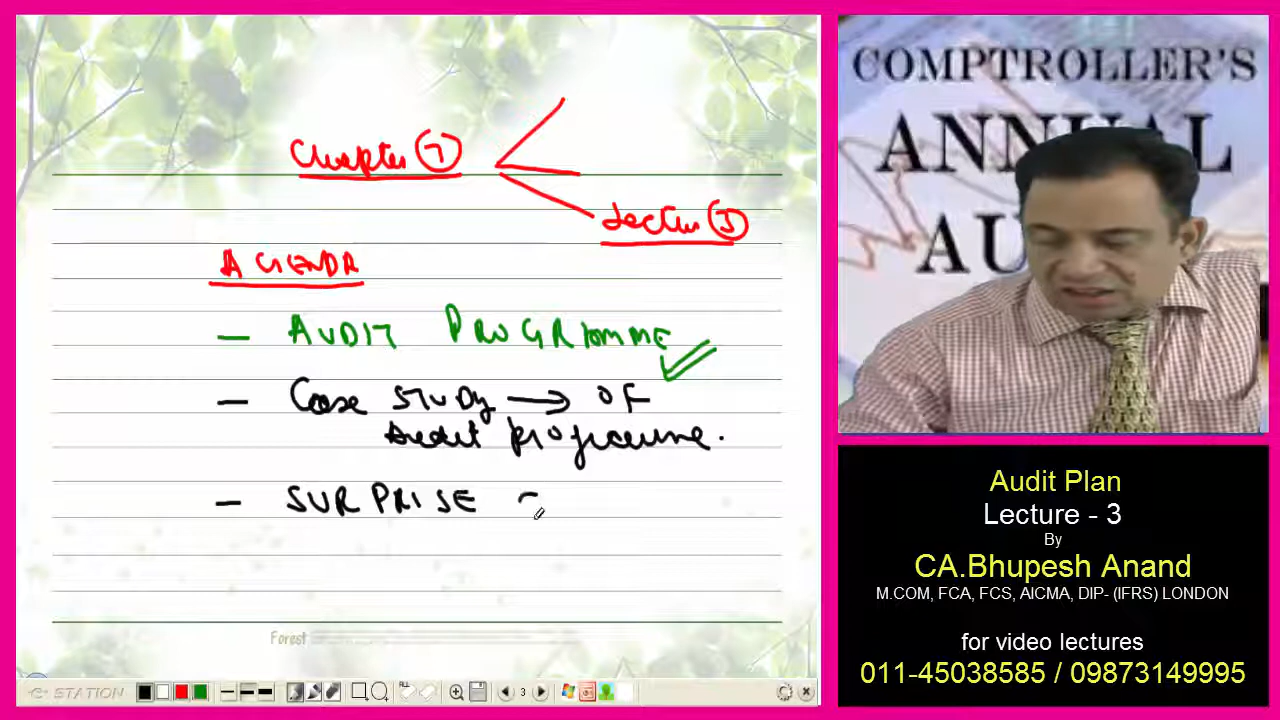 Chapter 7
Lecture 3
AGENDA
— AUDIT PROGRAMME
— Case STUDY → OF
Audit programme.
— SURPRISE
Forest
C STATION
ALL
3
COMPTROLLER'S
ANNUAL
AU
Audit Plan
Lecture - 3
By
CA.Bhupesh Anand
M.COM, FCA, FCS, AICMA, DIP- (IFRS) LONDON
for video lectures
011-45038585 / 09873149995